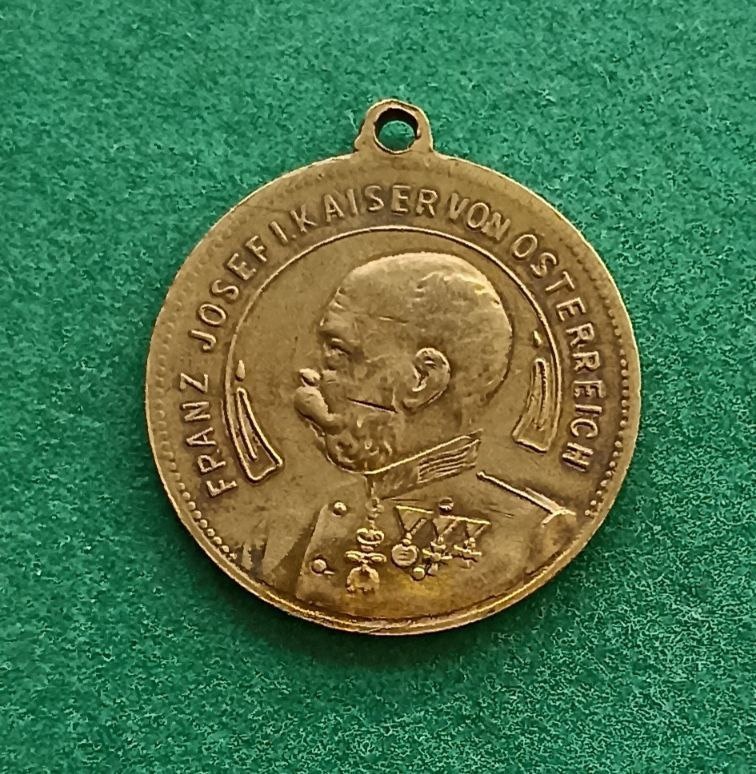 FRANZ JOSEF I. KAISER VON OSTERREICH